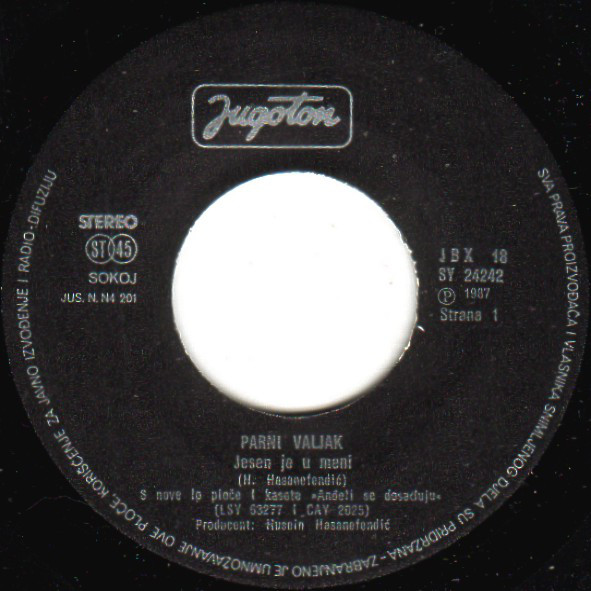 Jugoton
STEREO
ST 45
SOKOJ
JUS. N. N4 201
JBX 18
SY 24242
℗ 1987
Strana 1
PARNI VALJAK
Jesen je u meni
(H. Hasanefendić)
S nove lp ploče i kasete »Anđeli se dosađuju«
(LSY 63277 i CAY 2025)
Producent: Husein Hasanefendić
SVA PRAVA PROIZVOĐAČA I VLASNIKA SNIMLJENOG DJELA SU PRIDRŽANA - ZABRANJENO JE UMNOŽAVANJE OVE PLOČE, KORIŠĆENJE ZA JAVNO IZVOĐENJE I RADIO-DIFUZIJU